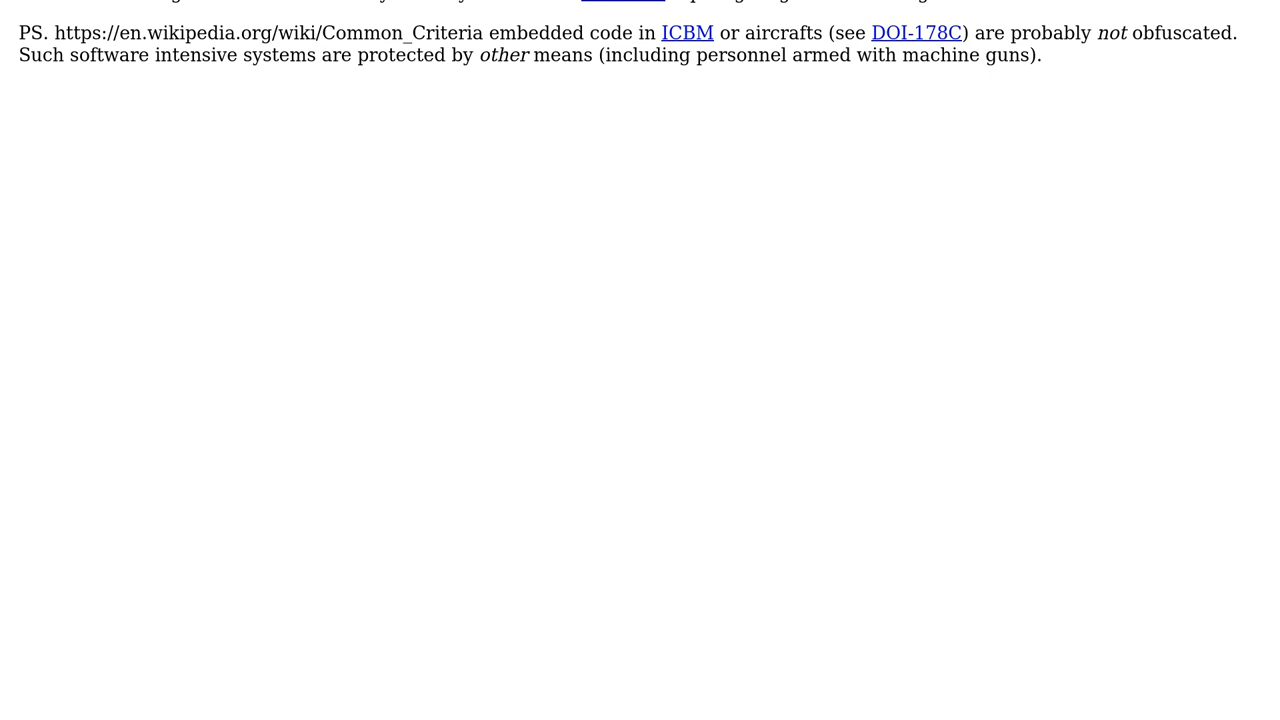 PS. https://en.wikipedia.org/wiki/Common_Criteria embedded code in ICBM or aircrafts (see DOI-178C) are probably not obfuscated.
Such software intensive systems are protected by other means (including personnel armed with machine guns).